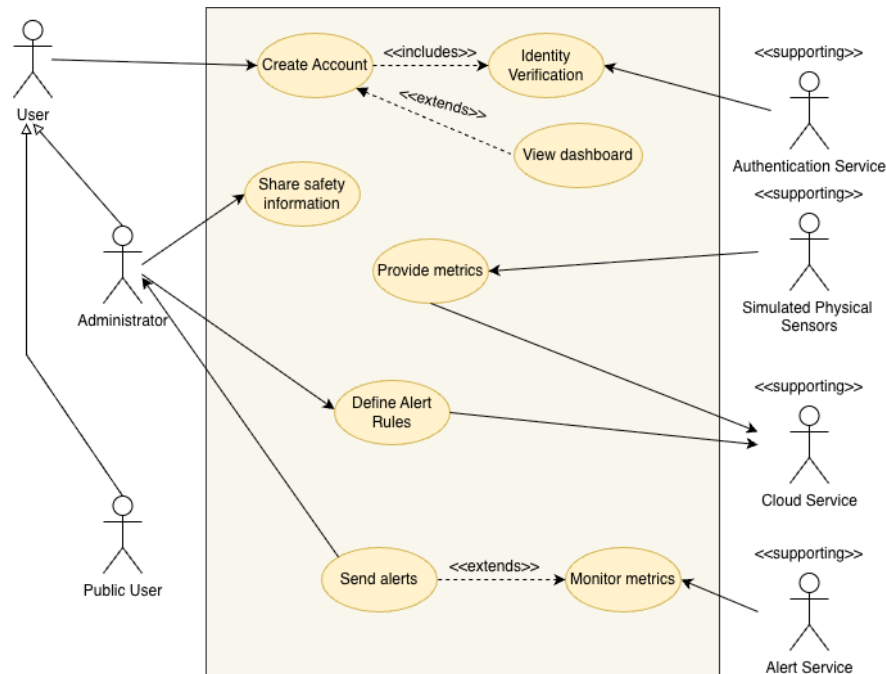 <<includes>>
Create Account
Identity
Verification
<<supporting>>
User
<<extends>>
View dashboard
Authentication Service
Share safety
information
<<supporting>>
Provide metrics
Administrator
Simulated Physical
Sensors
<<supporting>>
Define Alert
Rules
Cloud Service
<<supporting>>
<<extends>>
Send alerts
Monitor metrics
Public User
Alert Service